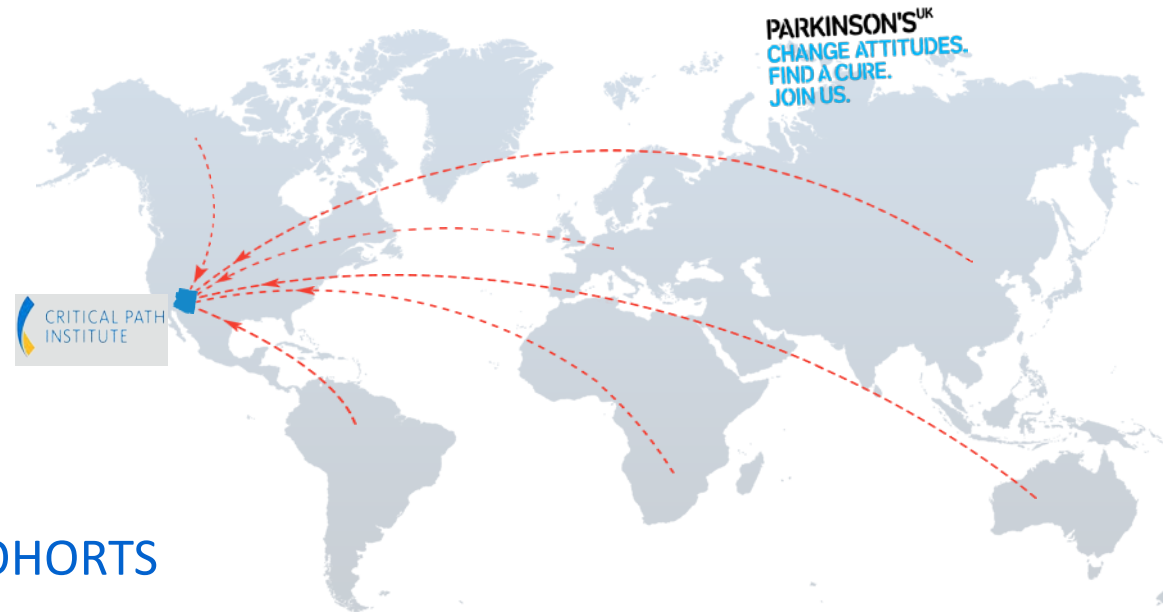 PARKINSON'S UK
CHANGE ATTITUDES.
FIND A CURE.
JOIN US.
CRITICAL PATH
INSTITUTE
OHORTS